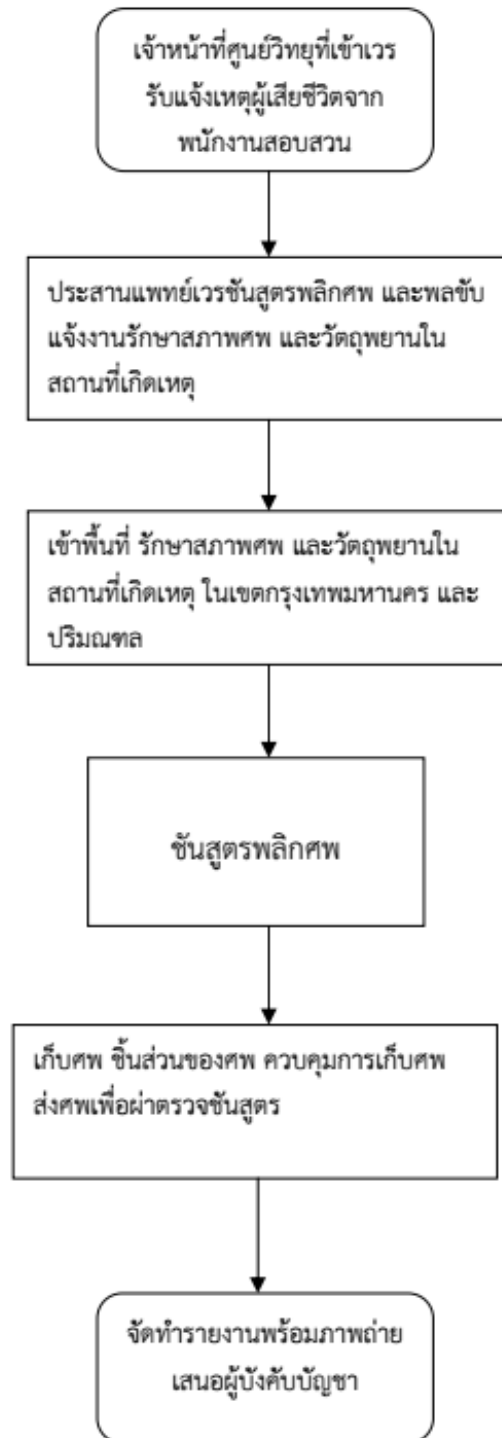 เจ้าหน้าที่ศูนย์วิทยุที่เข้าเวร
รับแจ้งเหตุผู้เสียชีวิตจาก
พนักงานสอบสวน
ประสานแพทย์เวรชันสูตรพลิกศพ และพลขับ
แจ้งงานรักษาสภาพศพ และวัตถุพยานใน
สถานที่เกิดเหตุ
เข้าพื้นที่ รักษาสภาพศพ และวัตถุพยานใน
สถานที่เกิดเหตุ ในเขตกรุงเทพมหานคร และ
ปริมณฑล
ชันสูตรพลิกศพ
เก็บศพ ชิ้นส่วนของศพ ควบคุมการเก็บศพ
ส่งศพเพื่อผ่าตรวจชันสูตร
จัดทำรายงานพร้อมภาพถ่าย
เสนอผู้บังคับบัญชา